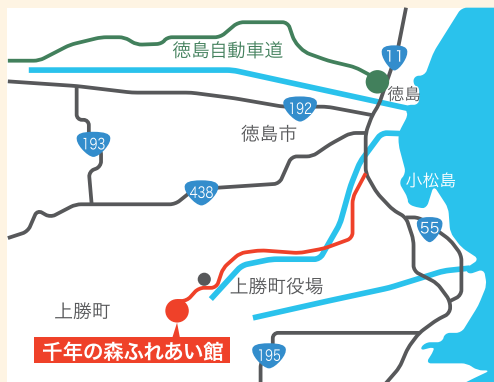 11
徳島自動車道
徳島
192
徳島市
193
小松島
438
55
上勝町役場
上勝町
千年の森ふれあい館
195